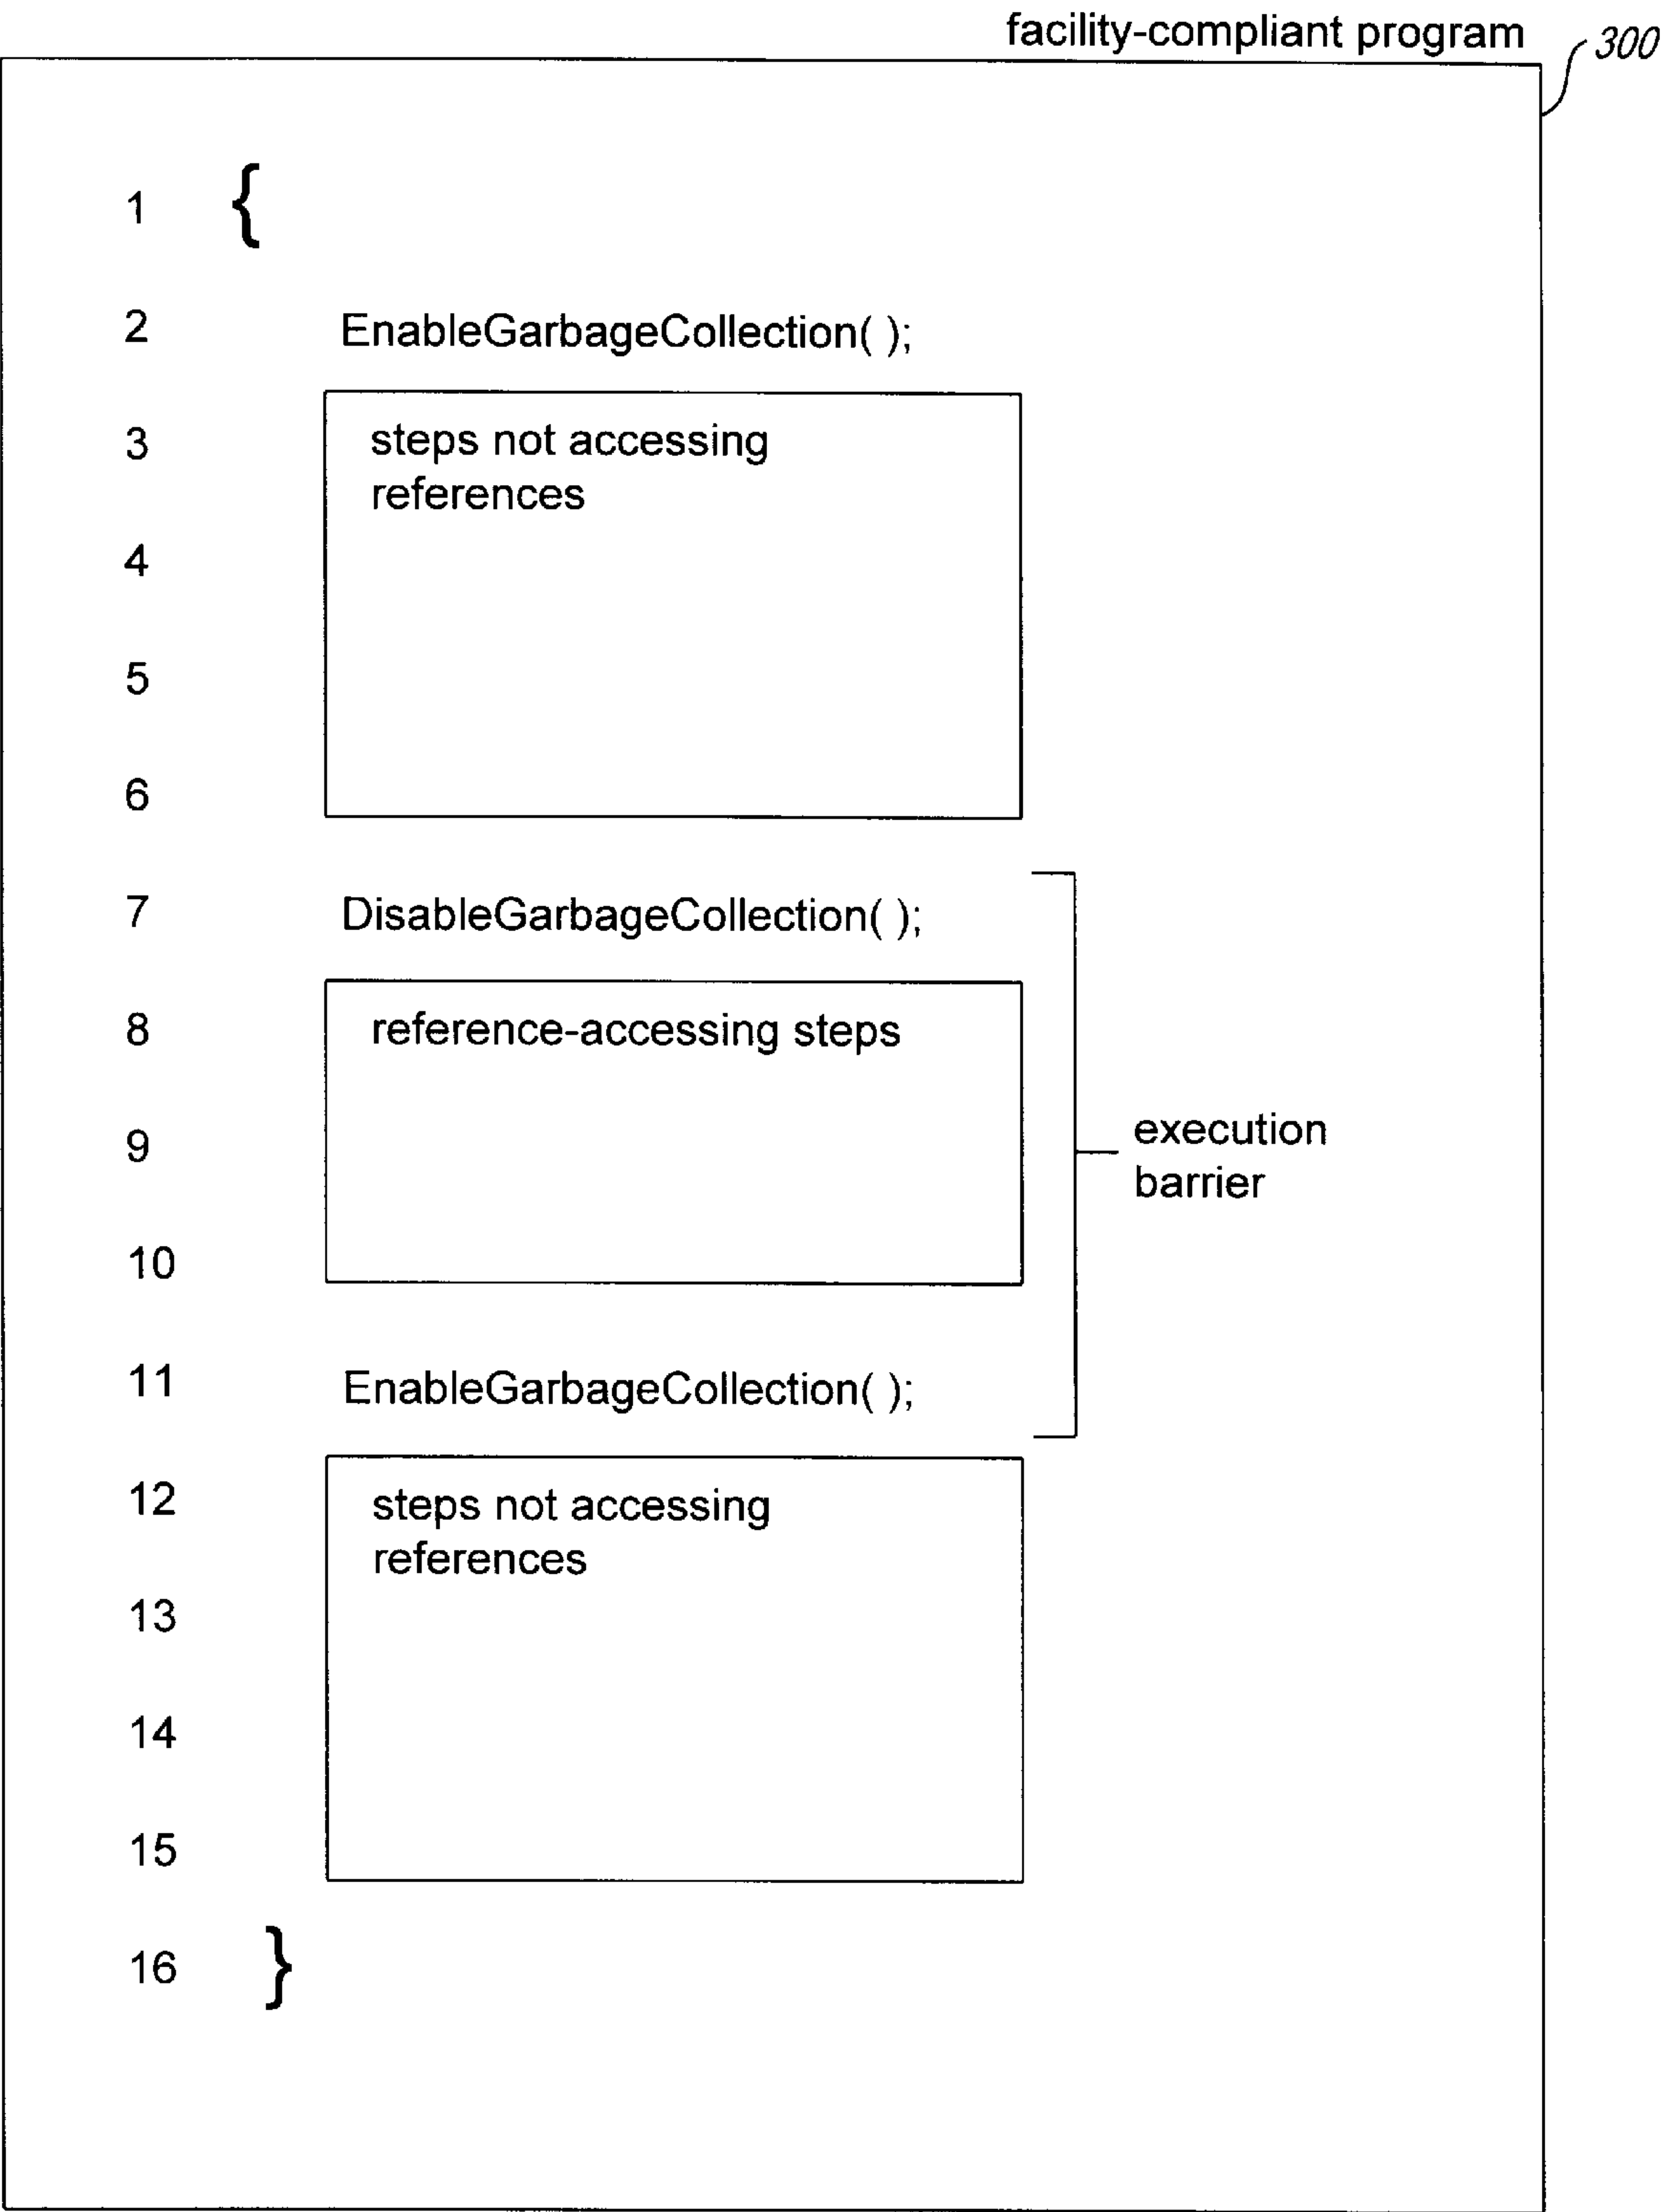 facility-compliant program
300
1 {
2 EnableGarbageCollection( );
3 steps not accessing
references
4
5
6
7 DisableGarbageCollection( );
8 reference-accessing steps
9
execution
barrier
10
11 EnableGarbageCollection( );
12 steps not accessing
references
13
14
15
16 }